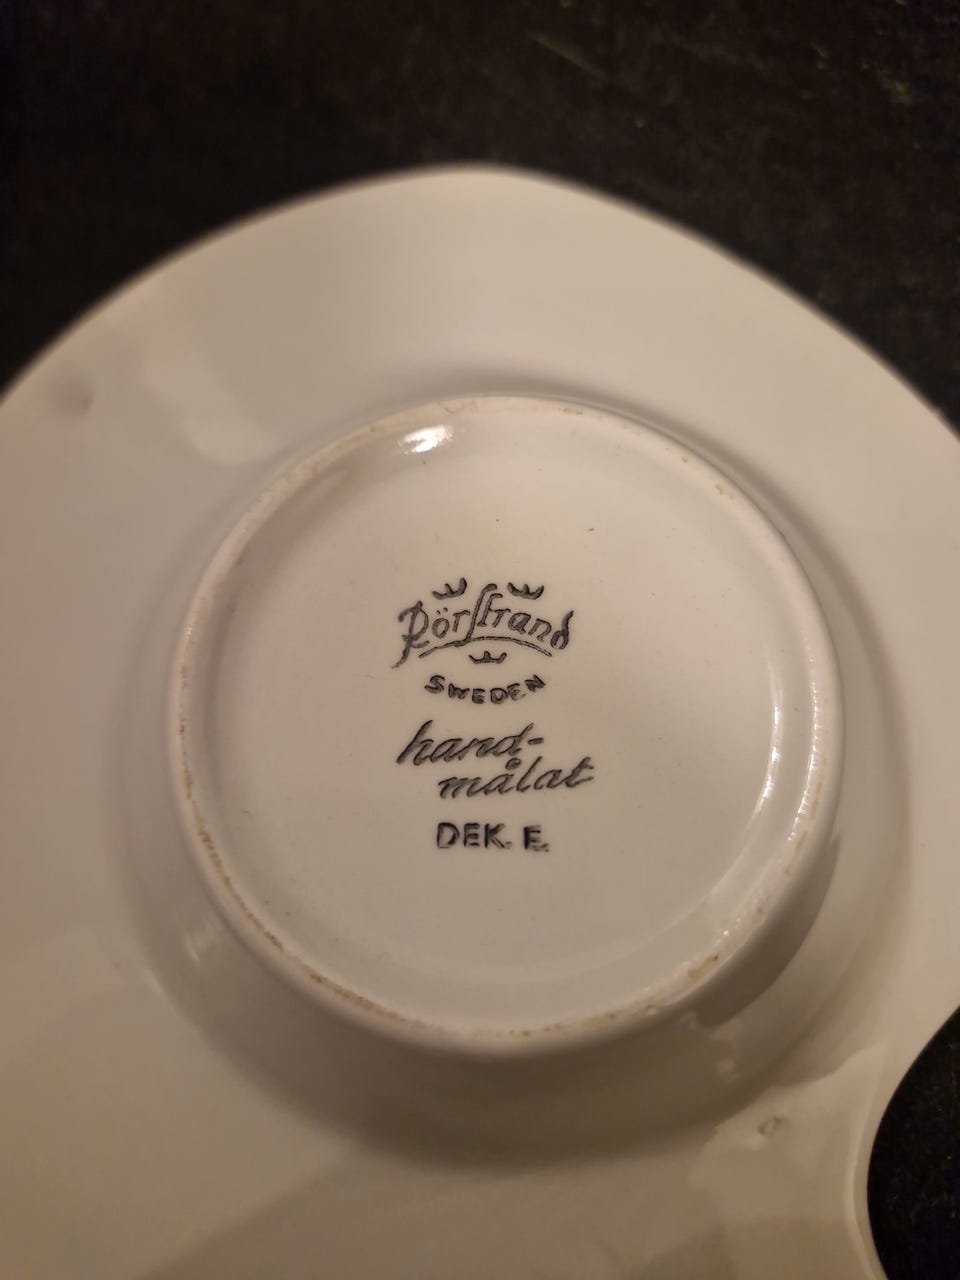 Rörstrand
SWEDEN
hand-
målat
DEK. E.